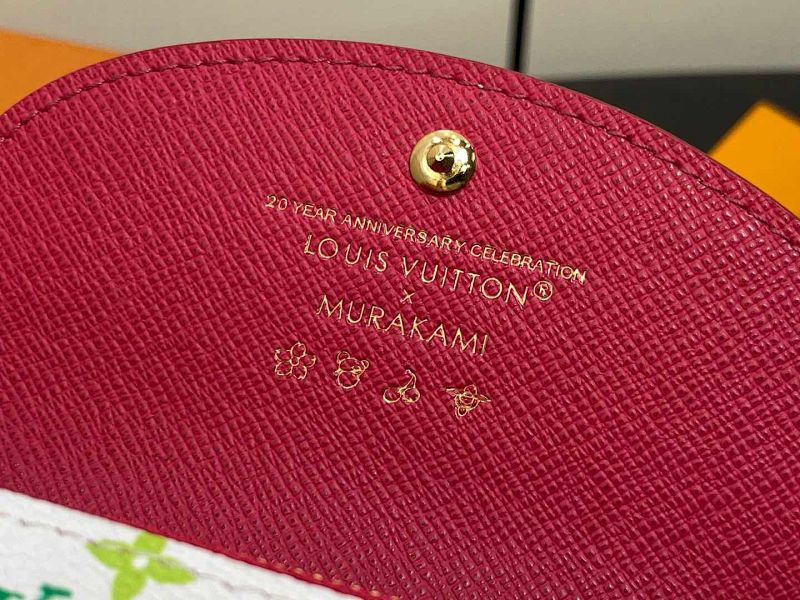 20 YEAR ANNIVERSARY CELEBRATION
LOUIS VUITTON®
×
MURAKAMI